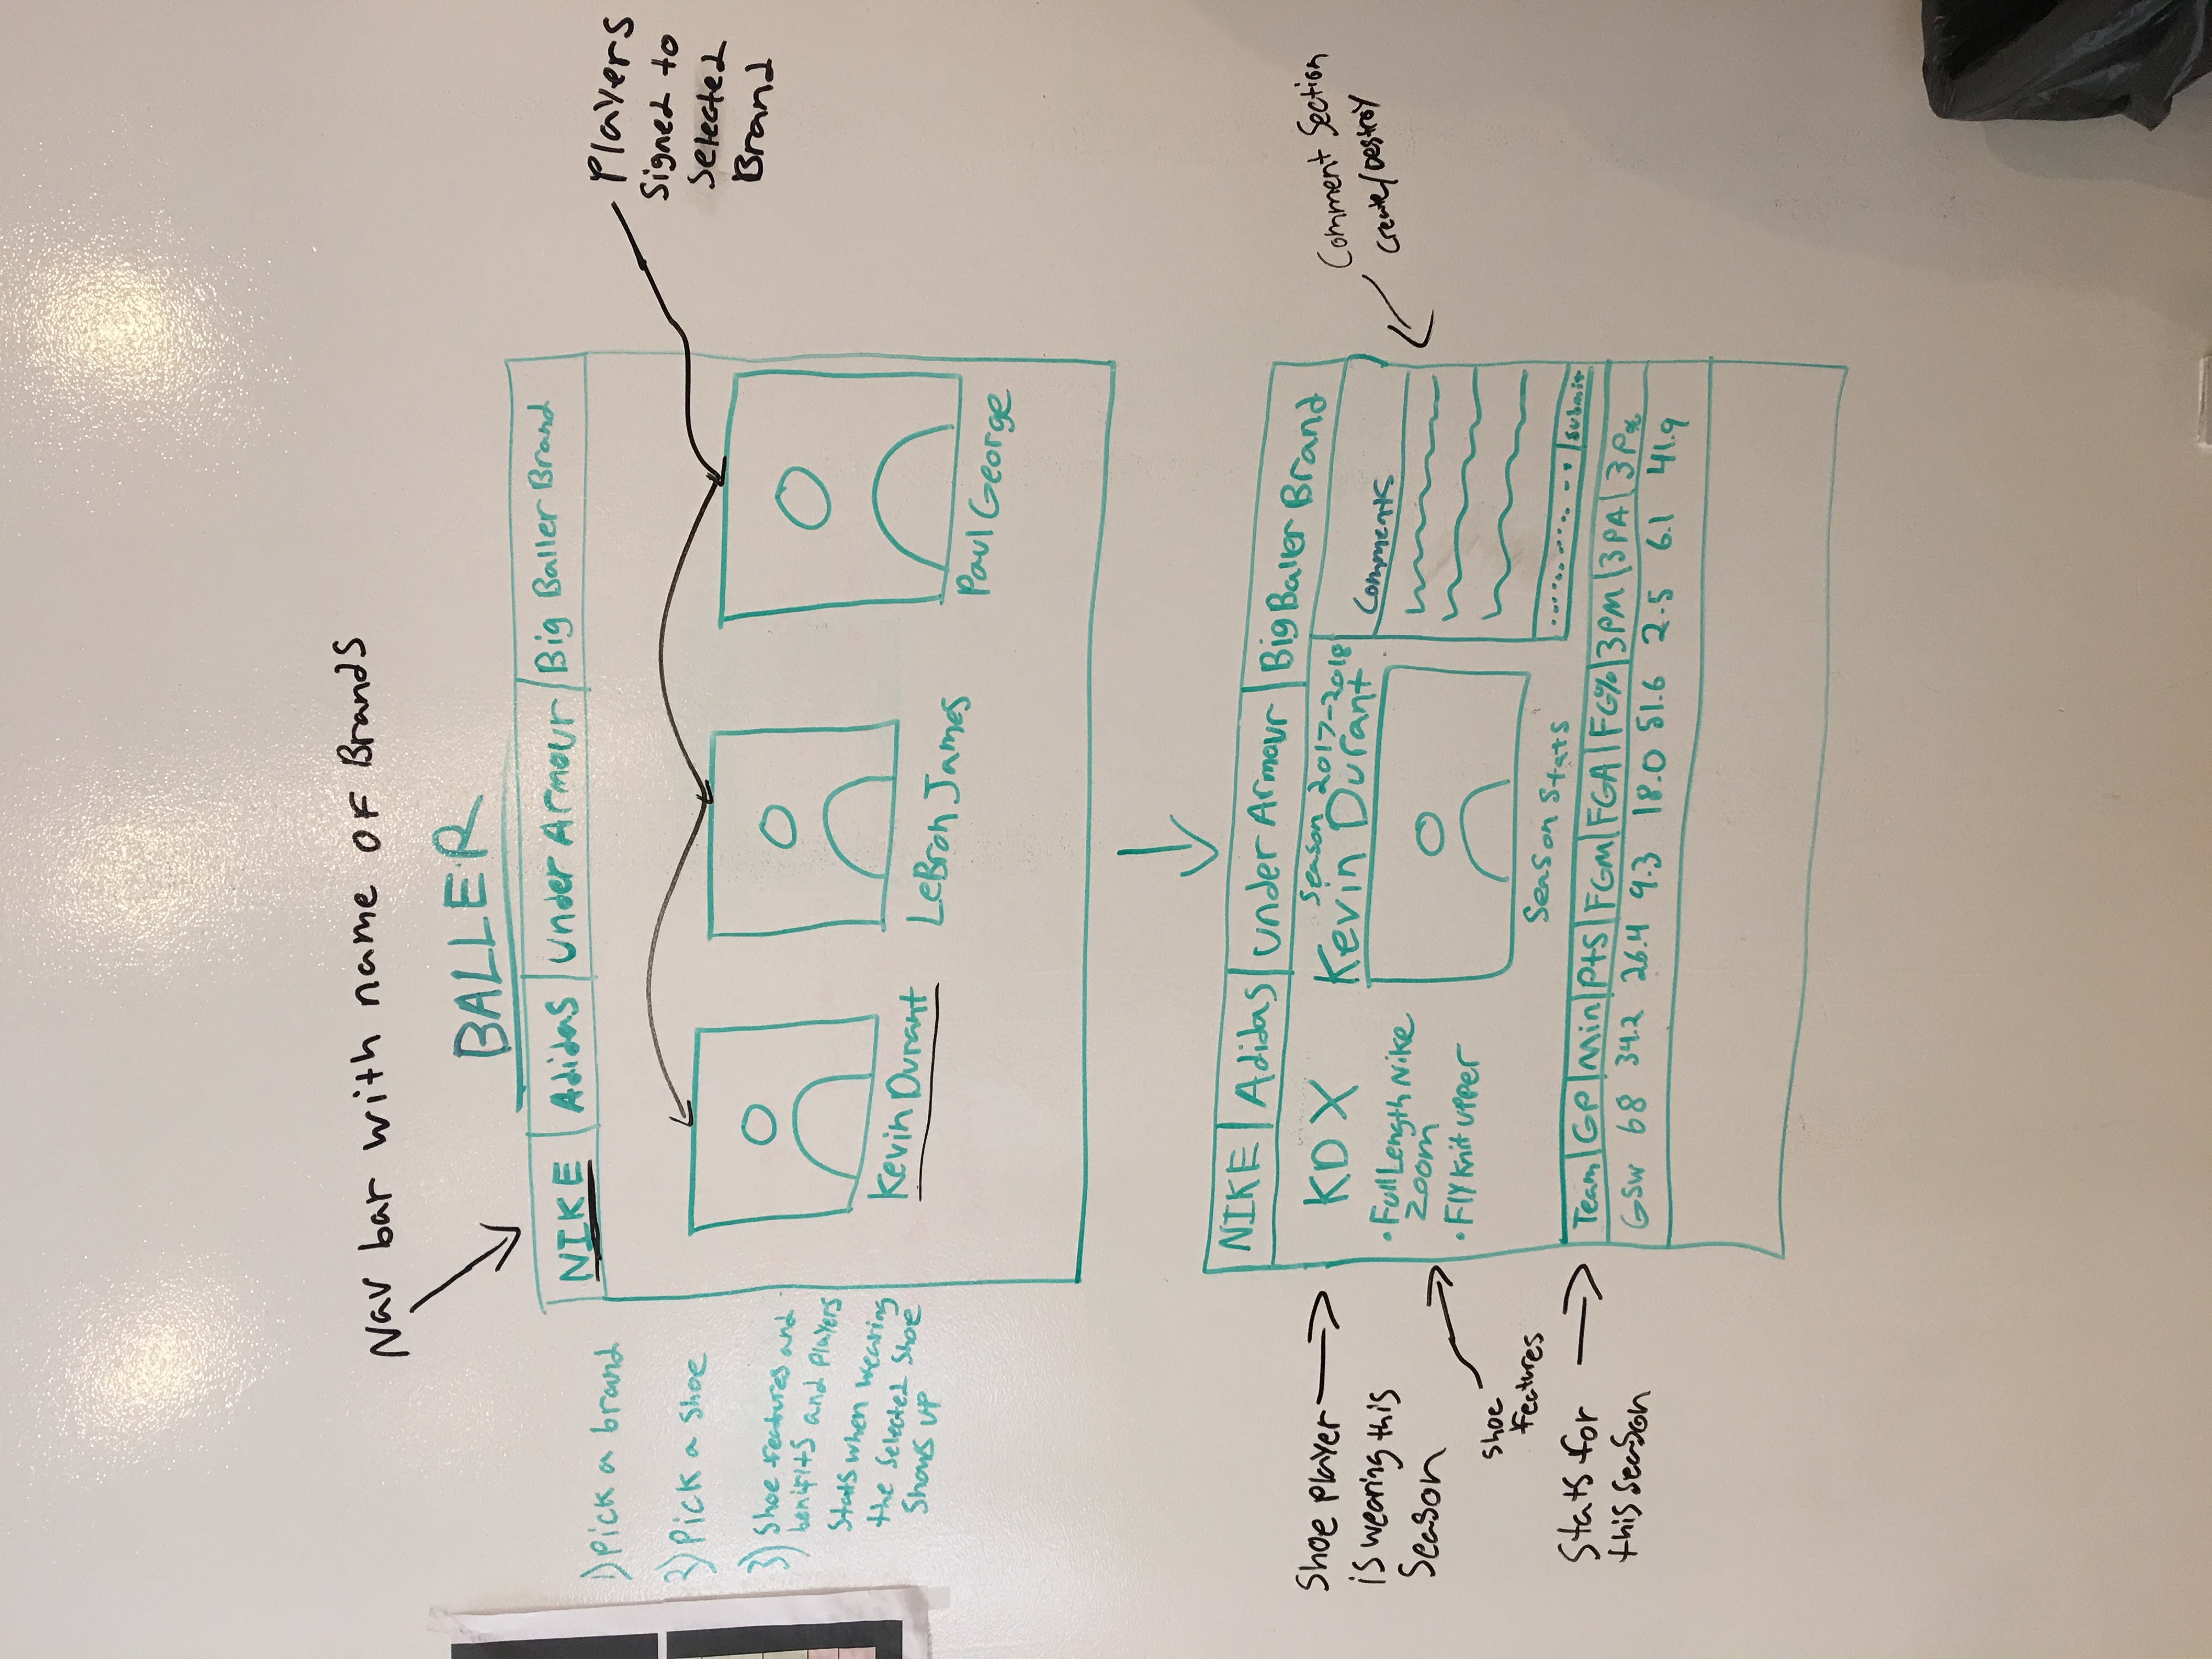 Nav bar with name of Brands
BALLER
NIKE Adidas Under Armour Big Baller Brand
1) Pick a brand
2) Pick a shoe
3) Shoe features and
benifits and players
stats when wearing
the selected shoe
shows up
Players
Signed to
Selected
Brand
Kevin Durant
LeBron James
Paul George
NIKE Adidas Under Armour Big Baller Brand
Shoe player
is wearing this
Season
Shoe
features
Stats for
this season
KD X
• Full Length Nike
Zoom
• Fly knit upper
Season 2017-2018
Kevin Durant
Season Stats
Comments
Submit
Comment Section
Create/Destroy
Team GP Min Pts FGM FGA FG% 3PM 3PA 3P%
GSW 68 34.2 26.4 9.3 18.0 51.6 2.5 6.1 41.9